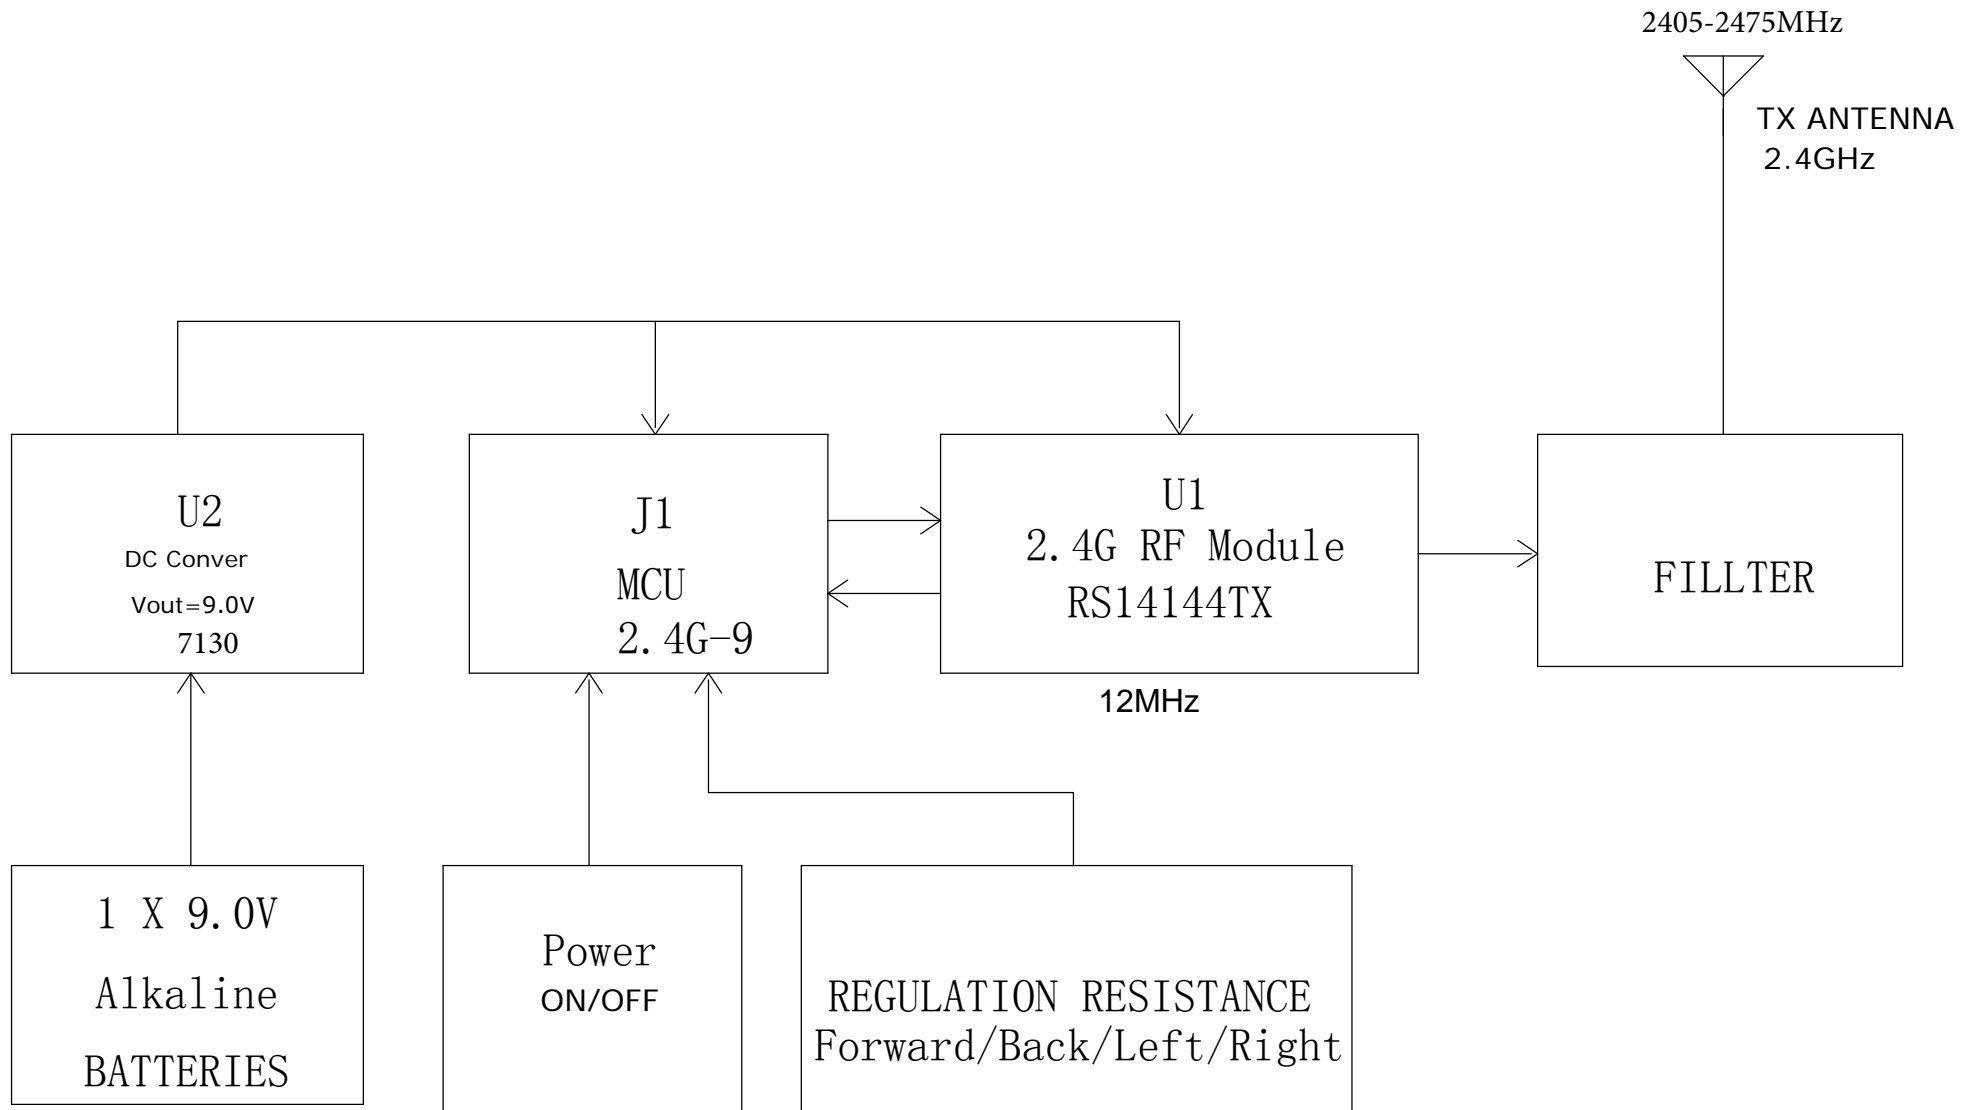 2405-2475MHz
TX ANTENNA
2.4GHz
U2
DC Conver
Vout=9.0V
7130
J1
MCU
2.4G-9
U1
2.4G RF Module
RS14144TX
12MHz
FILLTER
1 X 9.0V
Alkaline
BATTERIES
Power
ON/OFF
REGULATION RESISTANCE
Forward/Back/Left/Right